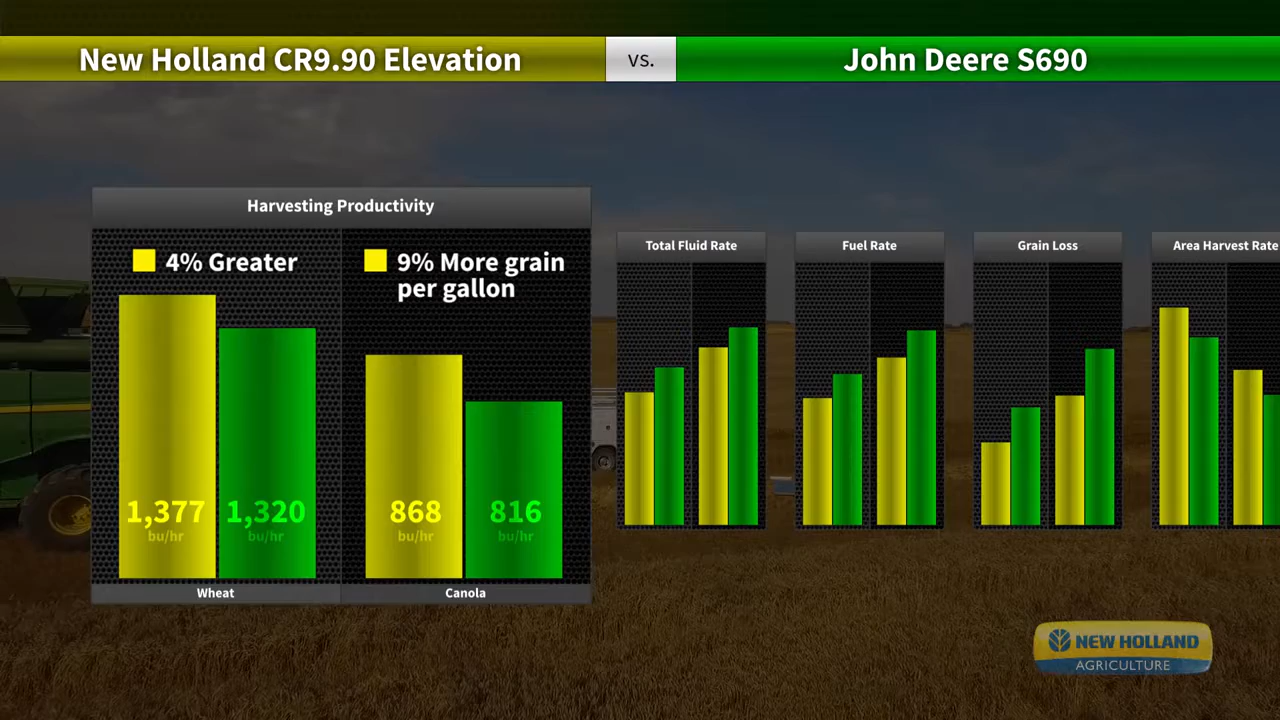 New Holland CR9.90 Elevation
vs.
John Deere S690
Harvesting Productivity
4% Greater
9% More grain
per gallon
1,377
bu/hr
1,320
bu/hr
868
bu/hr
816
bu/hr
Wheat
Canola
Total Fluid Rate
Fuel Rate
Grain Loss
Area Harvest Rate
NEW HOLLAND
AGRICULTURE